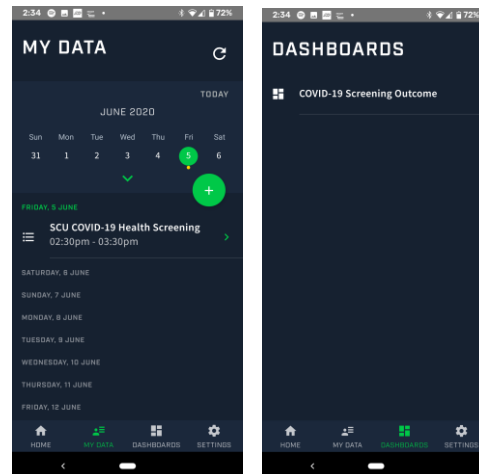 2:34
72%
MY DATA
TODAY
JUNE 2020
Sun Mon Tue Wed Thu Fri Sat
31 1 2 3 4 5 6
+
FRIDAY, 5 JUNE
SCU COVID-19 Health Screening
02:30pm - 03:30pm
SATURDAY, 6 JUNE
SUNDAY, 7 JUNE
MONDAY, 8 JUNE
TUESDAY, 9 JUNE
WEDNESDAY, 10 JUNE
THURSDAY, 11 JUNE
FRIDAY, 12 JUNE
HOME MY DATA DASHBOARDS SETTINGS
2:34
72%
DASHBOARDS
COVID-19 Screening Outcome
HOME MY DATA DASHBOARDS SETTINGS